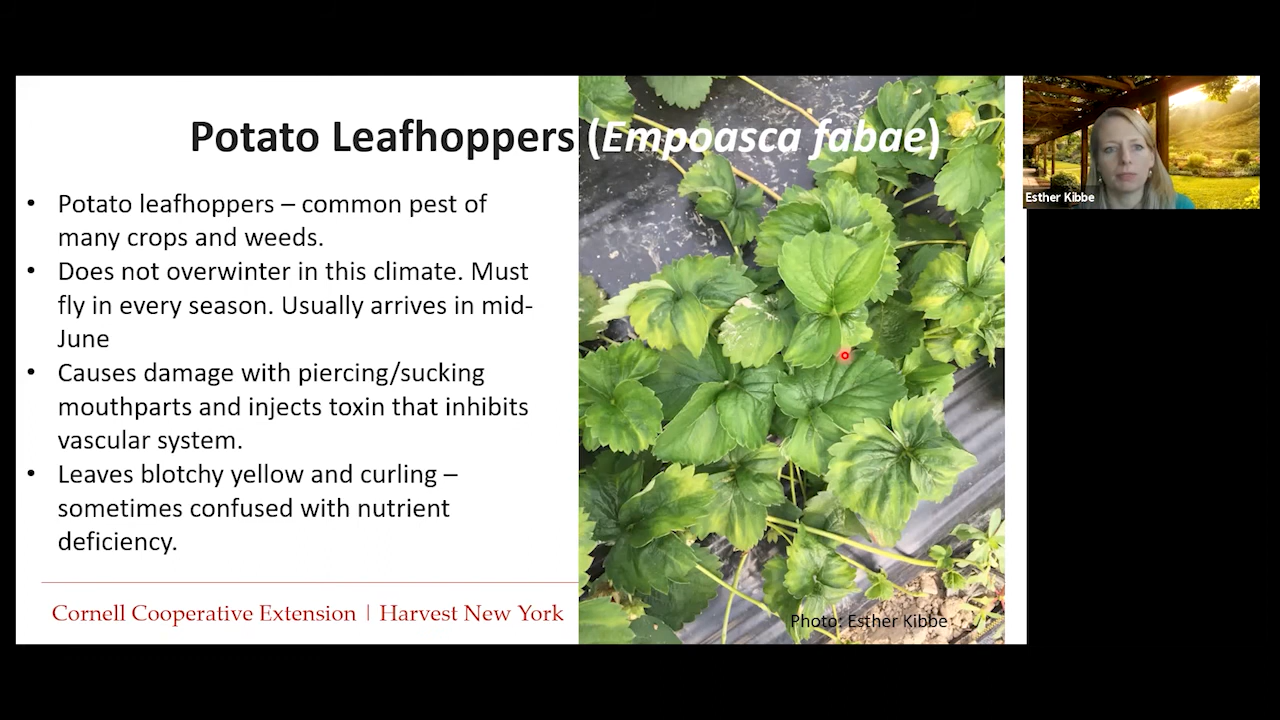 Potato Leafhoppers (Empoasca fabae)
• Potato leafhoppers – common pest of
many crops and weeds.
• Does not overwinter in this climate. Must
fly in every season. Usually arrives in mid-
June
• Causes damage with piercing/sucking
mouthparts and injects toxin that inhibits
vascular system.
• Leaves blotchy yellow and curling –
sometimes confused with nutrient
deficiency.
Cornell Cooperative Extension | Harvest New York
Photo: Esther Kibbe
Esther Kibbe